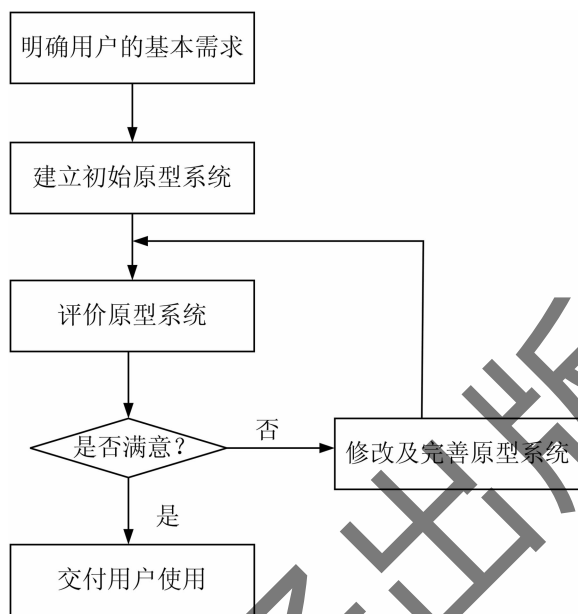 明确用户的基本需求
建立初始原型系统
评价原型系统
是否满意？
否
修改及完善原型系统
是
交付用户使用
出版